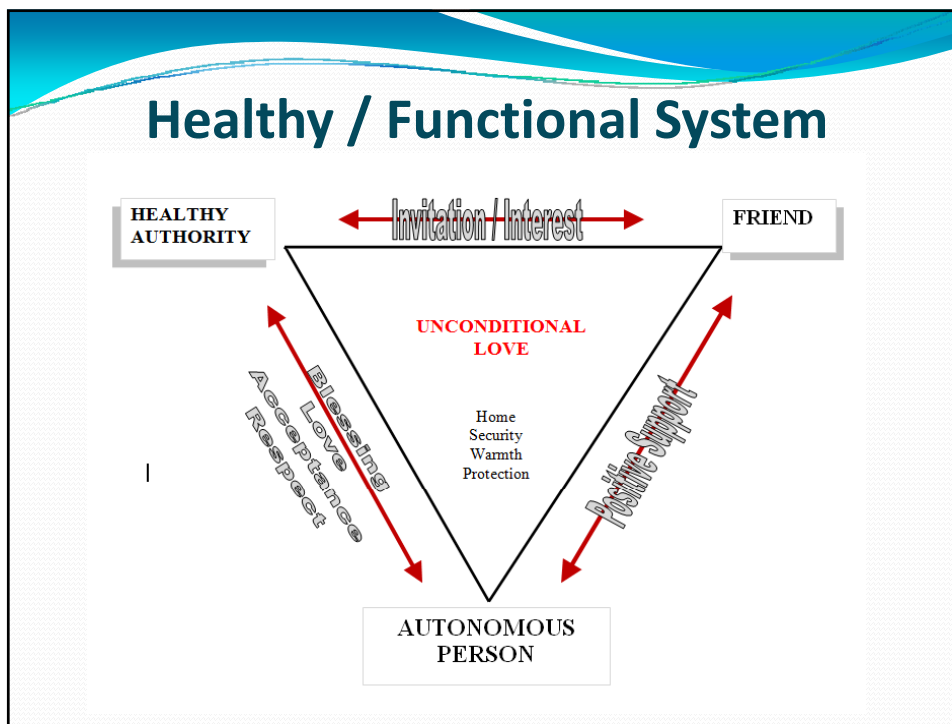 Healthy / Functional System
HEALTHY
AUTHORITY
Invitation / Interest
FRIEND
UNCONDITIONAL
LOVE
Blessing
Love
Acceptance
Respect
Home
Security
Warmth
Protection
Positive Support
AUTONOMOUS
PERSON